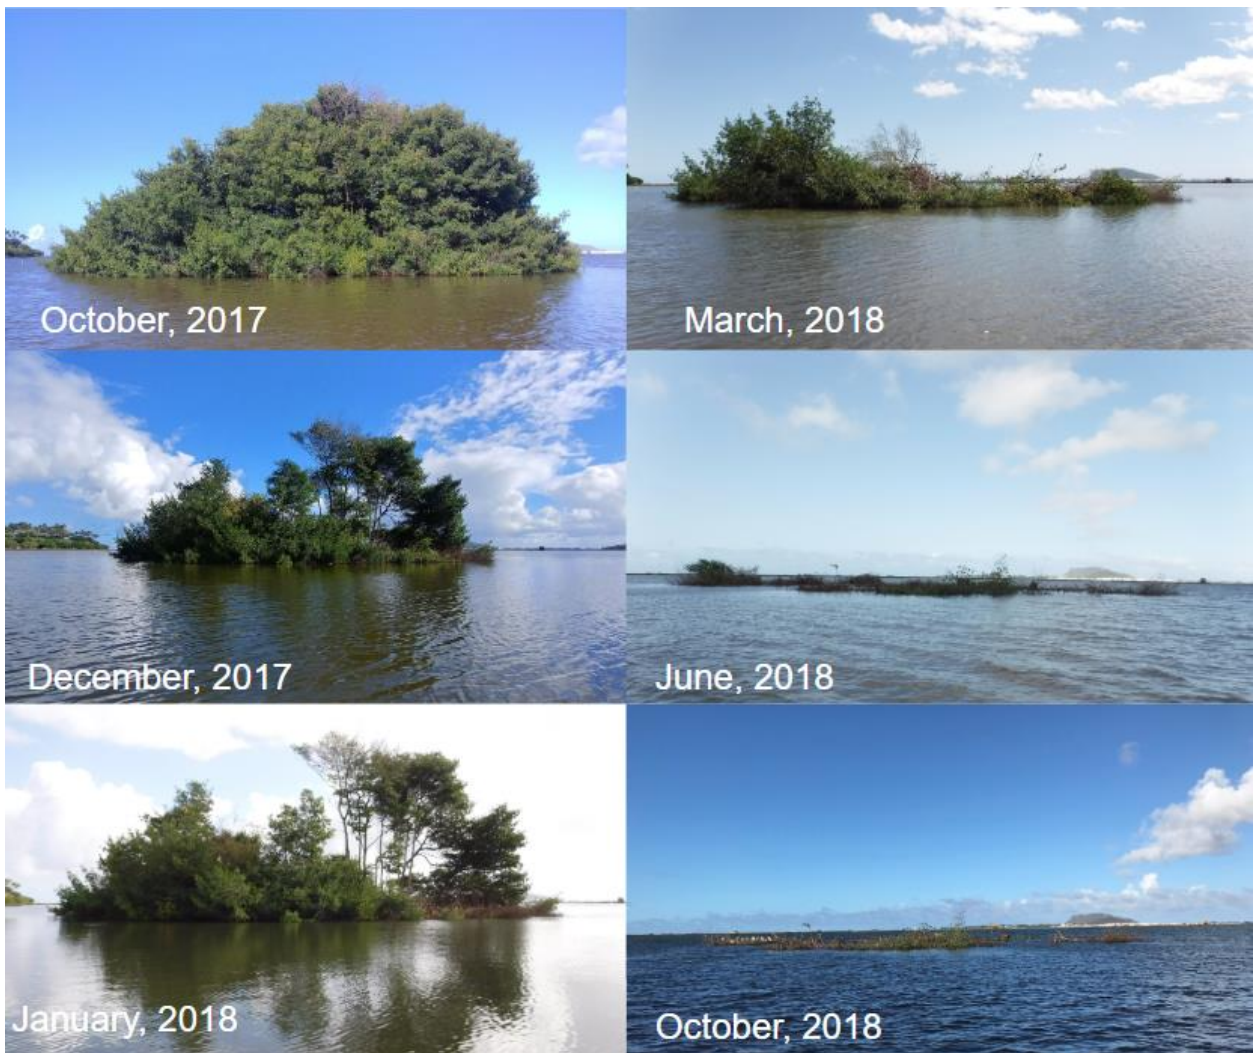 October, 2017
December, 2017
January, 2018
March, 2018
June, 2018
October, 2018